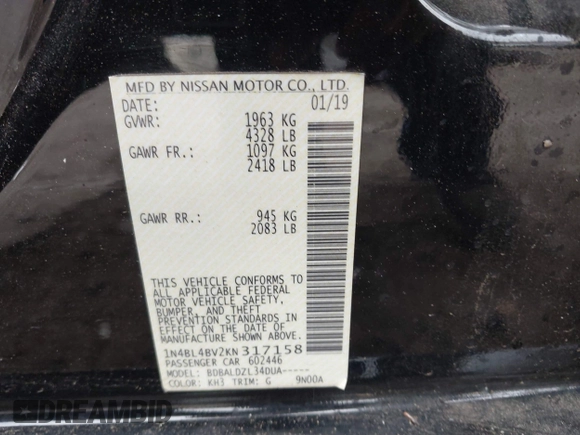 MFD BY NISSAN MOTOR CO., LTD.
DATE: 01/19
GVWR: 1963 KG
4328 LB
GAWR FR.: 1097 KG
2418 LB
GAWR RR.: 945 KG
2083 LB
THIS VEHICLE CONFORMS TO
ALL APPLICABLE FEDERAL
MOTOR VEHICLE SAFETY,
BUMPER, AND THEFT
PREVENTION STANDARDS IN
EFFECT ON THE DATE OF
MANUFACTURE SHOWN ABOVE.
1N4BL4BV2KN317158
PASSENGER CAR 602446
MODEL: BDBALDZL34DUA-----
COLOR: KH3 TRIM: G 9N00A
DREAMBID